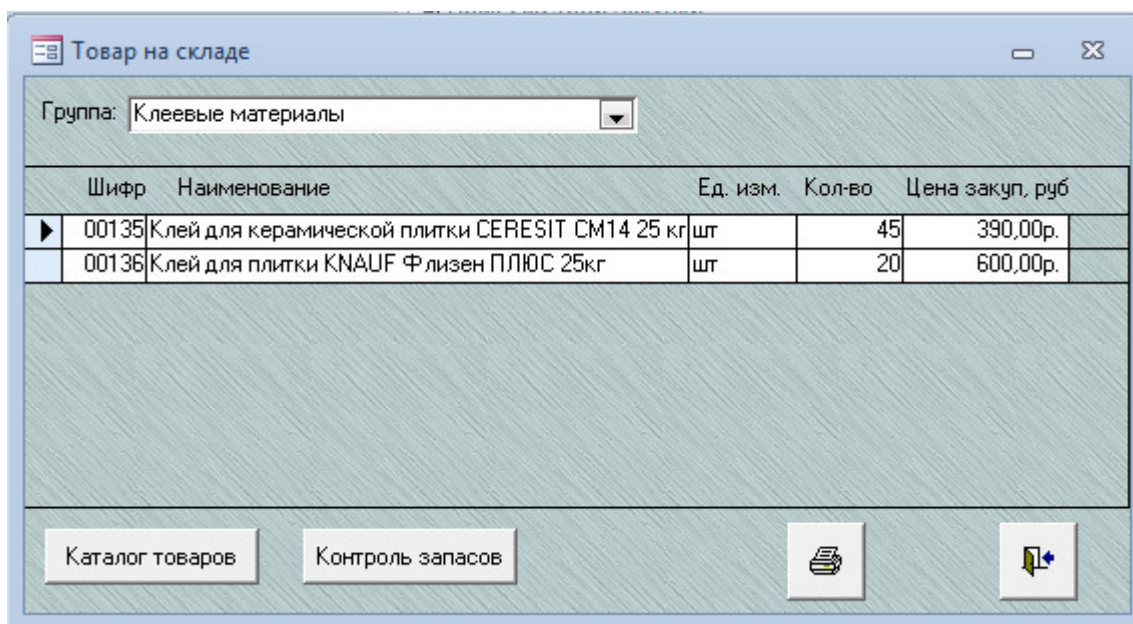 Товар на складе
Группа: Клеевые материалы
Шифр Наименование Ед. изм. Кол-во Цена закуп, руб
00135 Клей для керамической плитки CERESIT CM14 25 кг шт 45 390,00р.
00136 Клей для плитки KNAUF Флизен ПЛЮС 25кг шт 20 600,00р.
Каталог товаров Контроль запасов